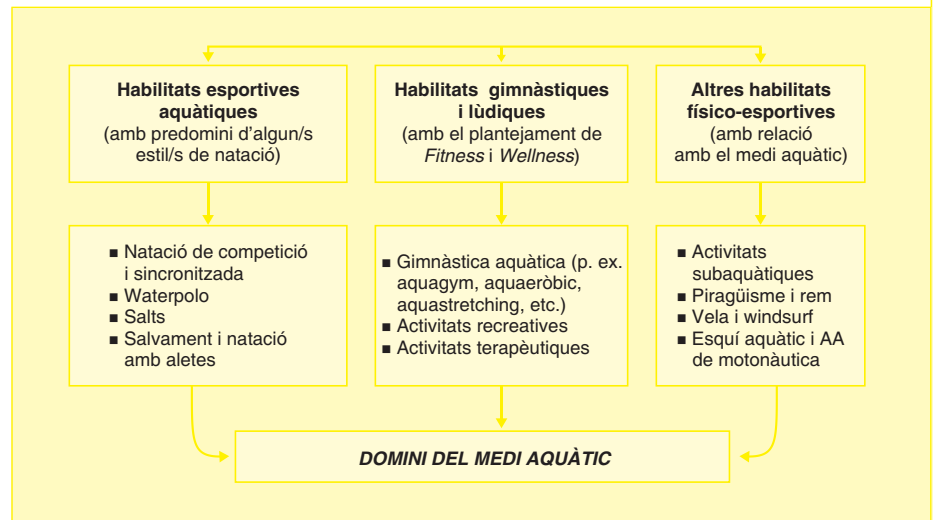 Habilitats esportives
aquàtiques
(amb predomini d'algun/s
estil/s de natació)
Habilitats gimnàstiques
i lúdiques
(amb el plantejament de
Fitness i Wellness)
Altres habilitats
físico-esportives
(amb relació
amb el medi aquàtic)
■ Natació de competició
i sincronitzada
■ Waterpolo
■ Salts
■ Salvament i natació
amb aletes
■ Gimnàstica aquàtica (p. ex.
aquagym, aquaeròbic,
aquastretching, etc.)
■ Activitats recreatives
■ Activitats terapèutiques
■ Activitats
subaquàtiques
■ Piragüisme i rem
■ Vela i windsurf
■ Esquí aquàtic i AA
de motonàutica
DOMINI DEL MEDI AQUÀTIC